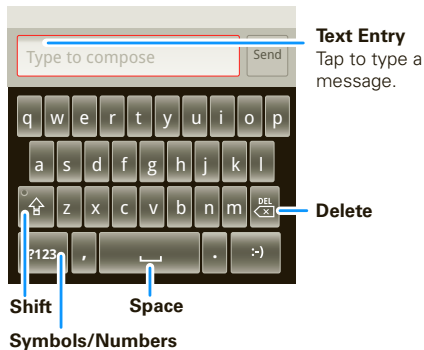 Text Entry
Tap to type a
message.
Type to compose
Send
q w e r t y u i o p
a s d f g h j k l
z x c v b n m DEL
Delete
?123 , . :-)
Shift
Space
Symbols/Numbers